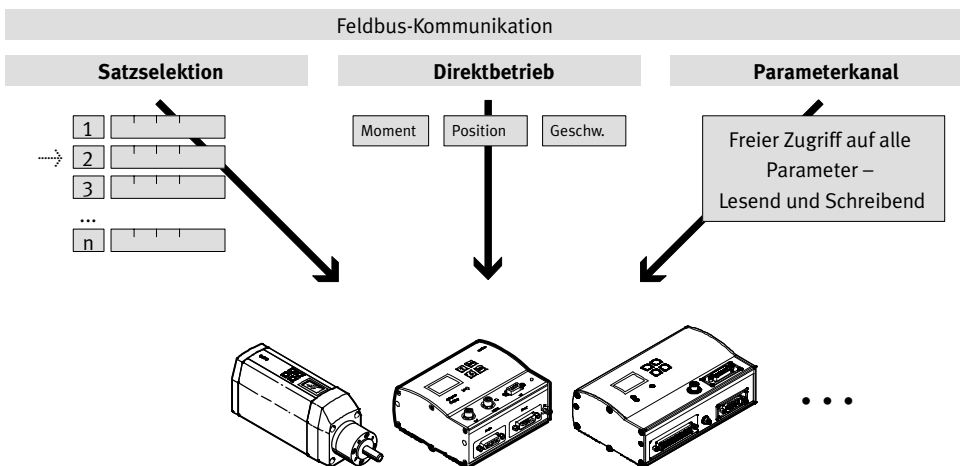 Feldbus-Kommunikation
Satzselektion
Direktbetrieb
Parameterkanal
1
2
3
...
n
Moment
Position
Geschw.
Freier Zugriff auf alle
Parameter –
Lesend und Schreibend